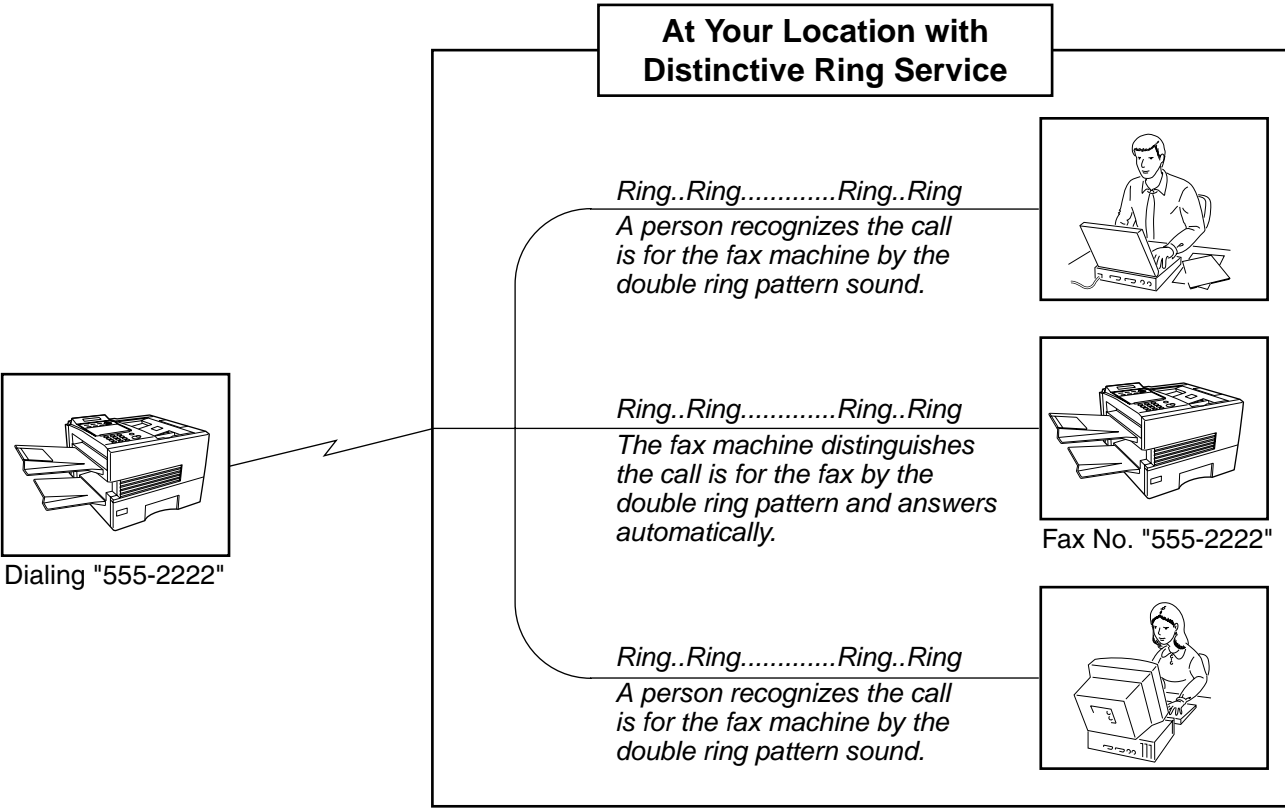 At Your Location with
Distinctive Ring Service
Ring..Ring.............Ring..Ring
A person recognizes the call
is for the fax machine by the
double ring pattern sound.
Ring..Ring.............Ring..Ring
The fax machine distinguishes
the call is for the fax by the
double ring pattern and answers
automatically.
Fax No. "555-2222"
Dialing "555-2222"
Ring..Ring.............Ring..Ring
A person recognizes the call
is for the fax machine by the
double ring pattern sound.